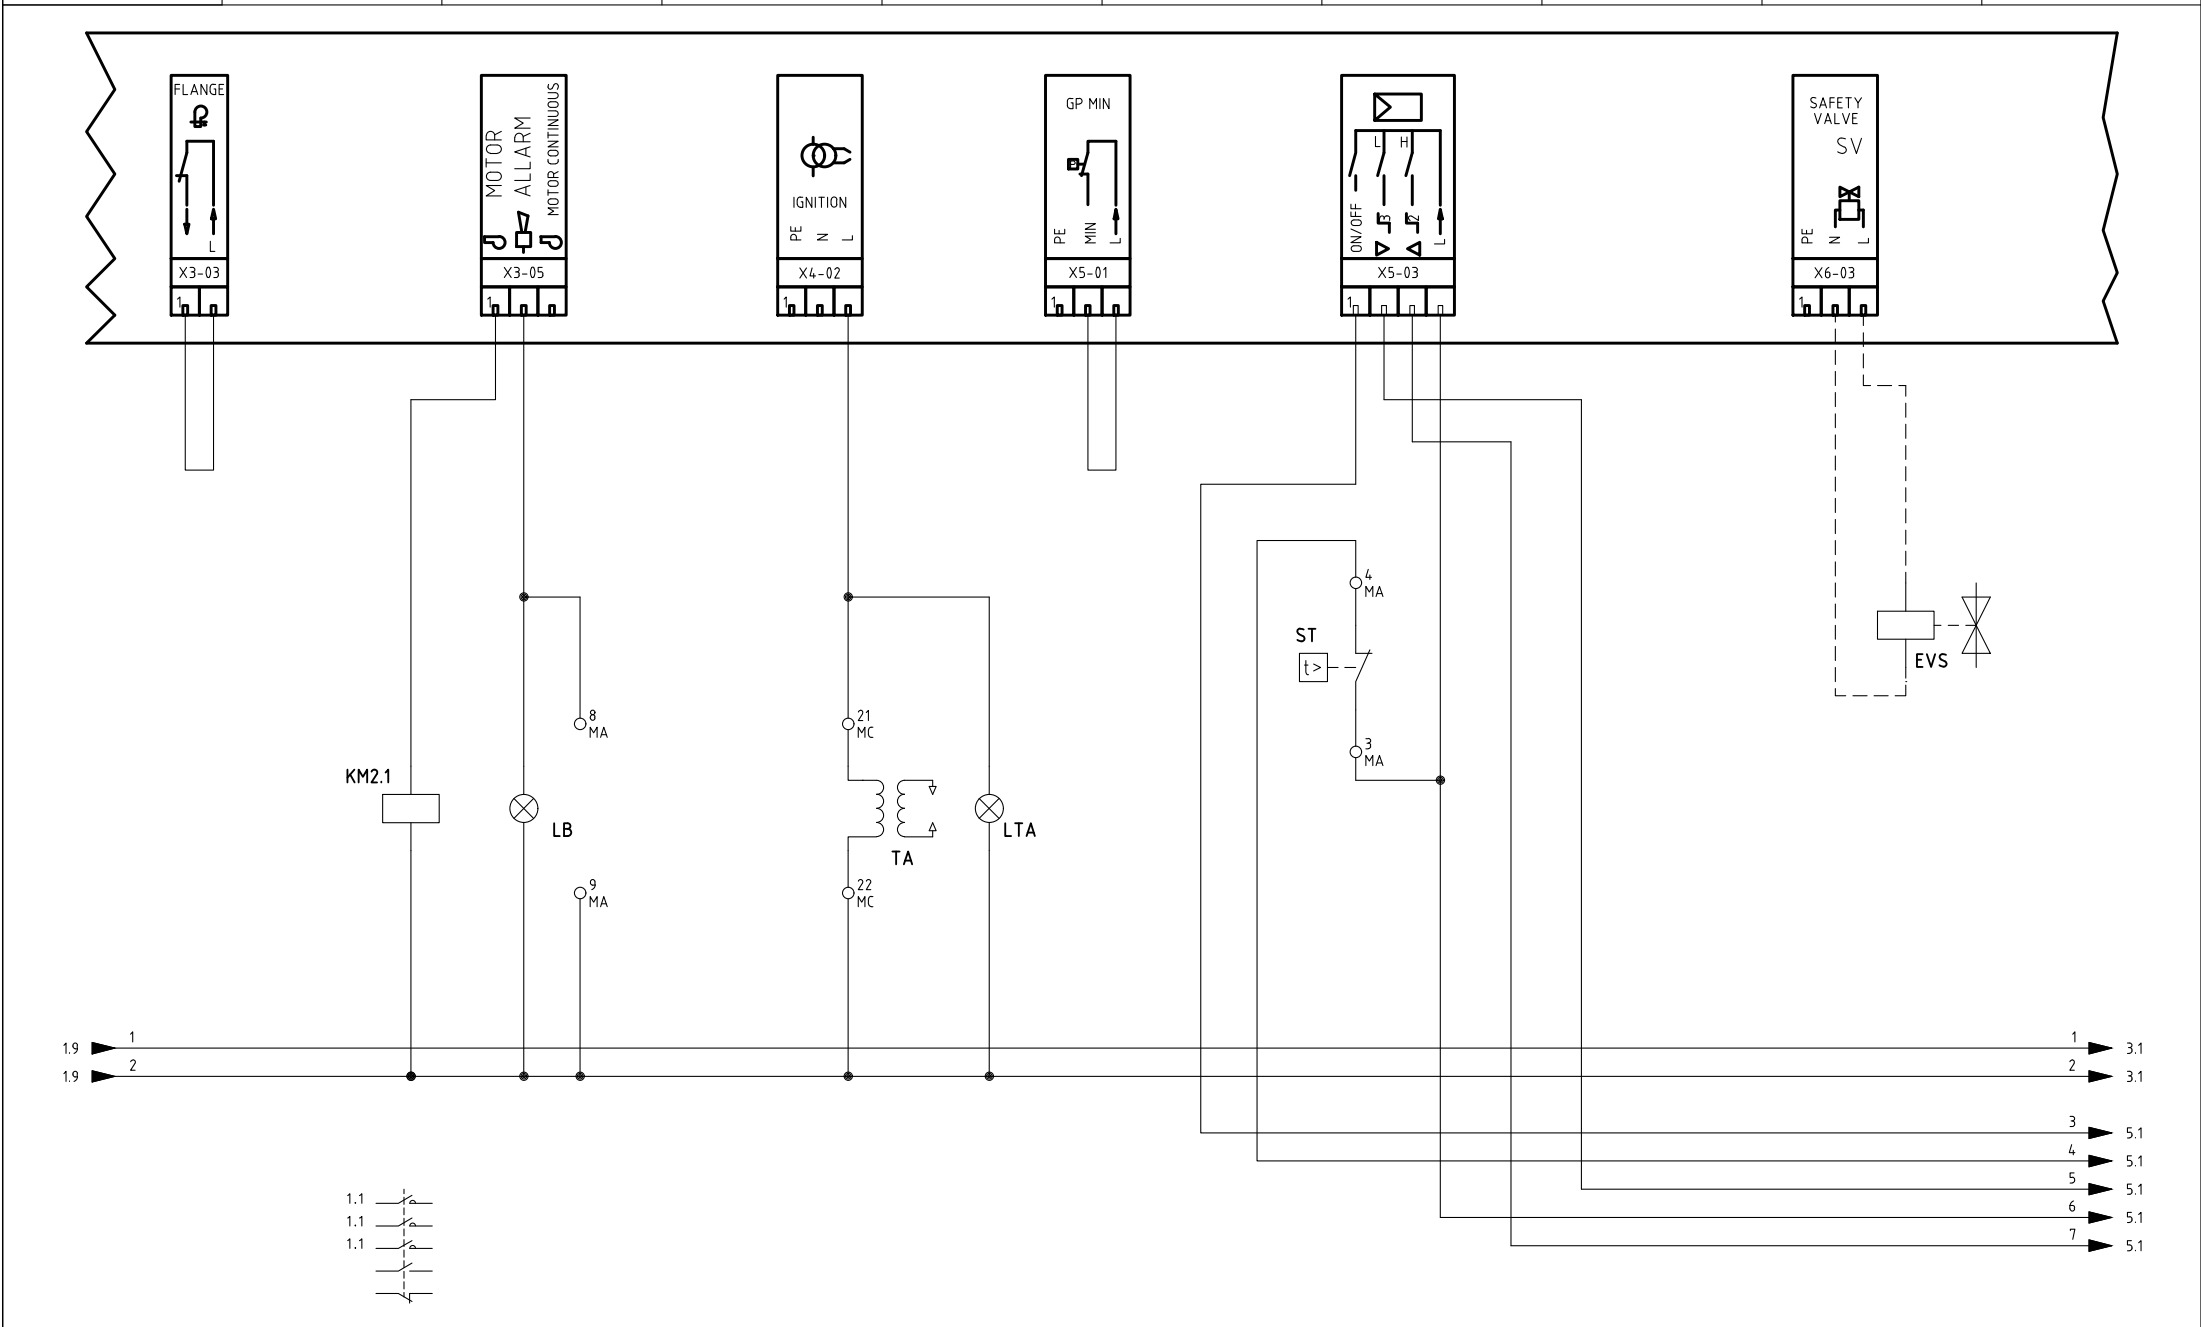 FLANGE
L
X3-03
1
MOTOR
ALLARM
MOTOR CONTINUOUS
X3-05
1
IGNITION
PE
N
L
X4-02
1
GP MIN
PE
MIN
L
X5-01
1
L
H
ON/OFF
3
2
L
X5-03
1
SAFETY
VALVE
SV
PE
N
L
X6-03
1
4
MA
ST
t>
EVS
8
MA
21
MC
3
MA
KM2.1
LB
LTA
TA
9
MA
22
MC
1.9
1
1
3.1
1.9
2
2
3.1
3
5.1
4
5.1
5
5.1
6
5.1
7
5.1
1.1
1.1
1.1